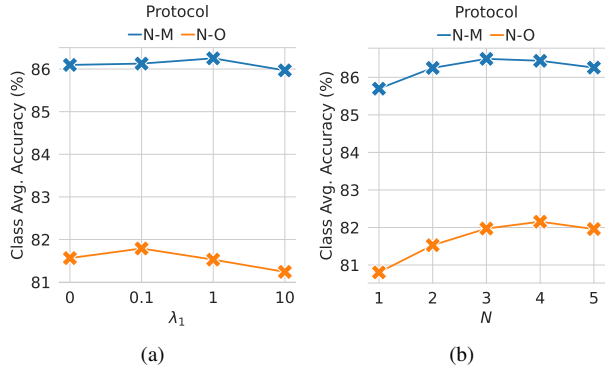 Protocol
N-M N-O
Class Avg. Accuracy (%)
86
85
84
83
82
81
0 0.1 1 10
λ₁
(a)
Protocol
N-M N-O
Class Avg. Accuracy (%)
86
85
84
83
82
81
1 2 3 4 5
N
(b)